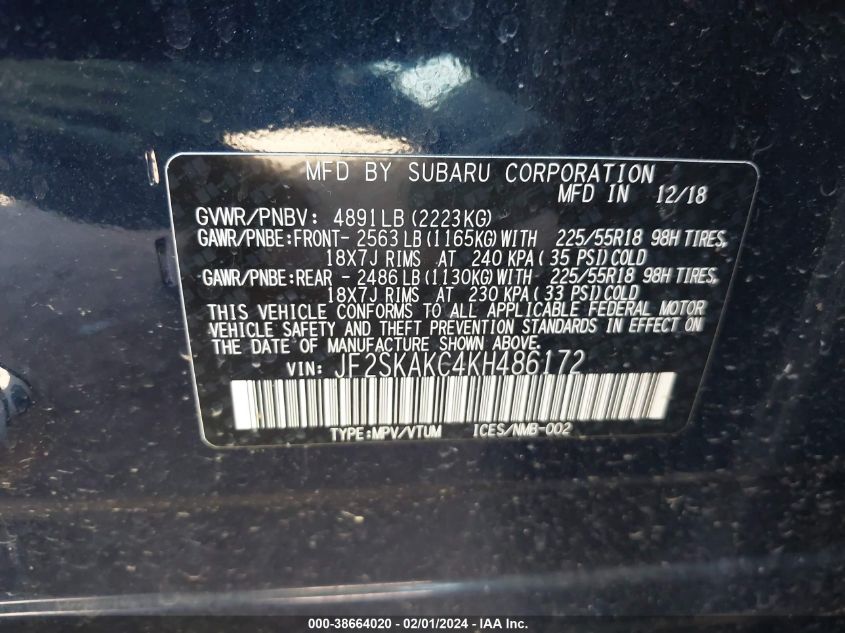 MFD BY SUBARU CORPORATION
MFD IN 12/18
GVWR/PNBV: 4891LB(2223KG)
GAWR/PNBE:FRONT- 2563LB(1165KG)WITH 225/55R18 98H TIRES,
18X7J RIMS AT 240 KPA(35 PSI)COLD
GAWR/PNBE:REAR - 2486LB(1130KG)WITH 225/55R18 98H TIRES,
18X7J RIMS AT 230 KPA(33 PSI)COLD
THIS VEHICLE CONFORMS TO ALL APPLICABLE FEDERAL MOTOR
VEHICLE SAFETY AND THEFT PREVENTION STANDARDS IN EFFECT ON
THE DATE OF MANUFACTURE SHOWN ABOVE.
VIN: JF2SKAKC4KH486172
TYPE:MPV/VTUM ICES/NMB-002
000-38664020 - 02/01/2024 - IAA Inc.